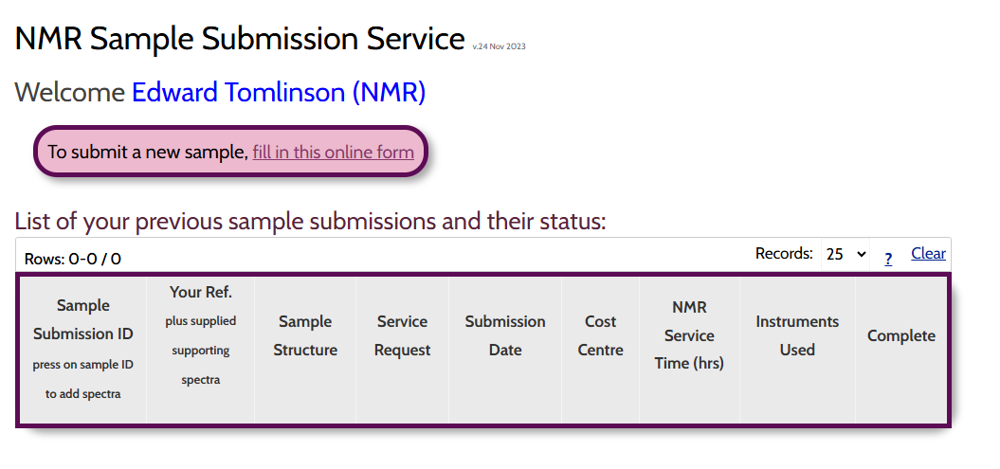 NMR Sample Submission Service v.24 Nov 2023
Welcome Edward Tomlinson (NMR)
To submit a new sample, fill in this online form
List of your previous sample submissions and their status:
Rows: 0-0 / 0
Records: 25 ? Clear
Sample
Submission ID
press on sample ID
to add spectra
Your Ref.
plus supplied
supporting
spectra
Sample
Structure
Service
Request
Submission
Date
Cost
Centre
NMR
Service
Time (hrs)
Instruments
Used
Complete